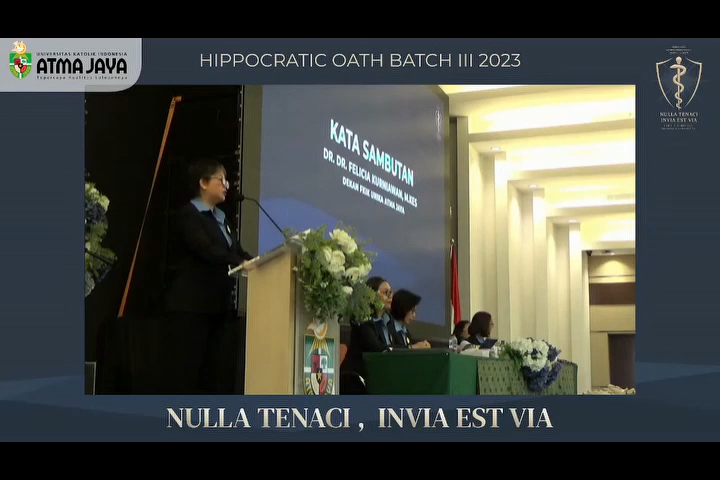 UNIVERSITAS KATOLIK INDONESIA
ATMA JAYA
HIPPOCRATIC OATH BATCH III 2023
NULLA TENACI
INVIA EST VIA
KATA SAMBUTAN
DR. DR. FELICIA KURNIAWAN, M.KES
DEKAN FKIK UNIKA ATMA JAYA
NULLA TENACI , INVIA EST VIA